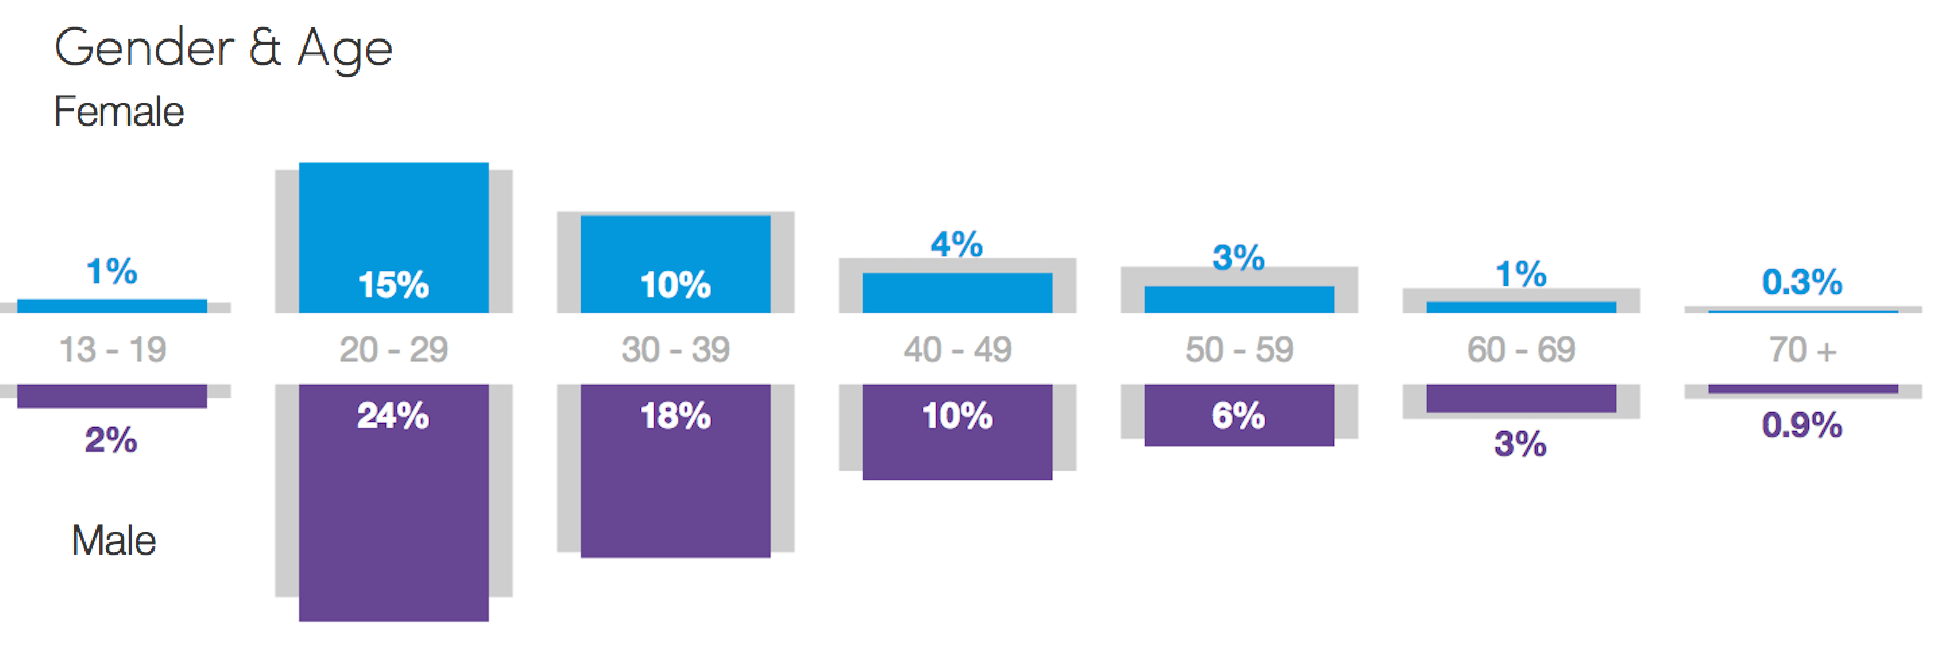 Gender & Age
Female
1% 15% 10% 4% 3% 1% 0.3%
13 - 19 20 - 29 30 - 39 40 - 49 50 - 59 60 - 69 70 +
2% 24% 18% 10% 6% 3% 0.9%
Male